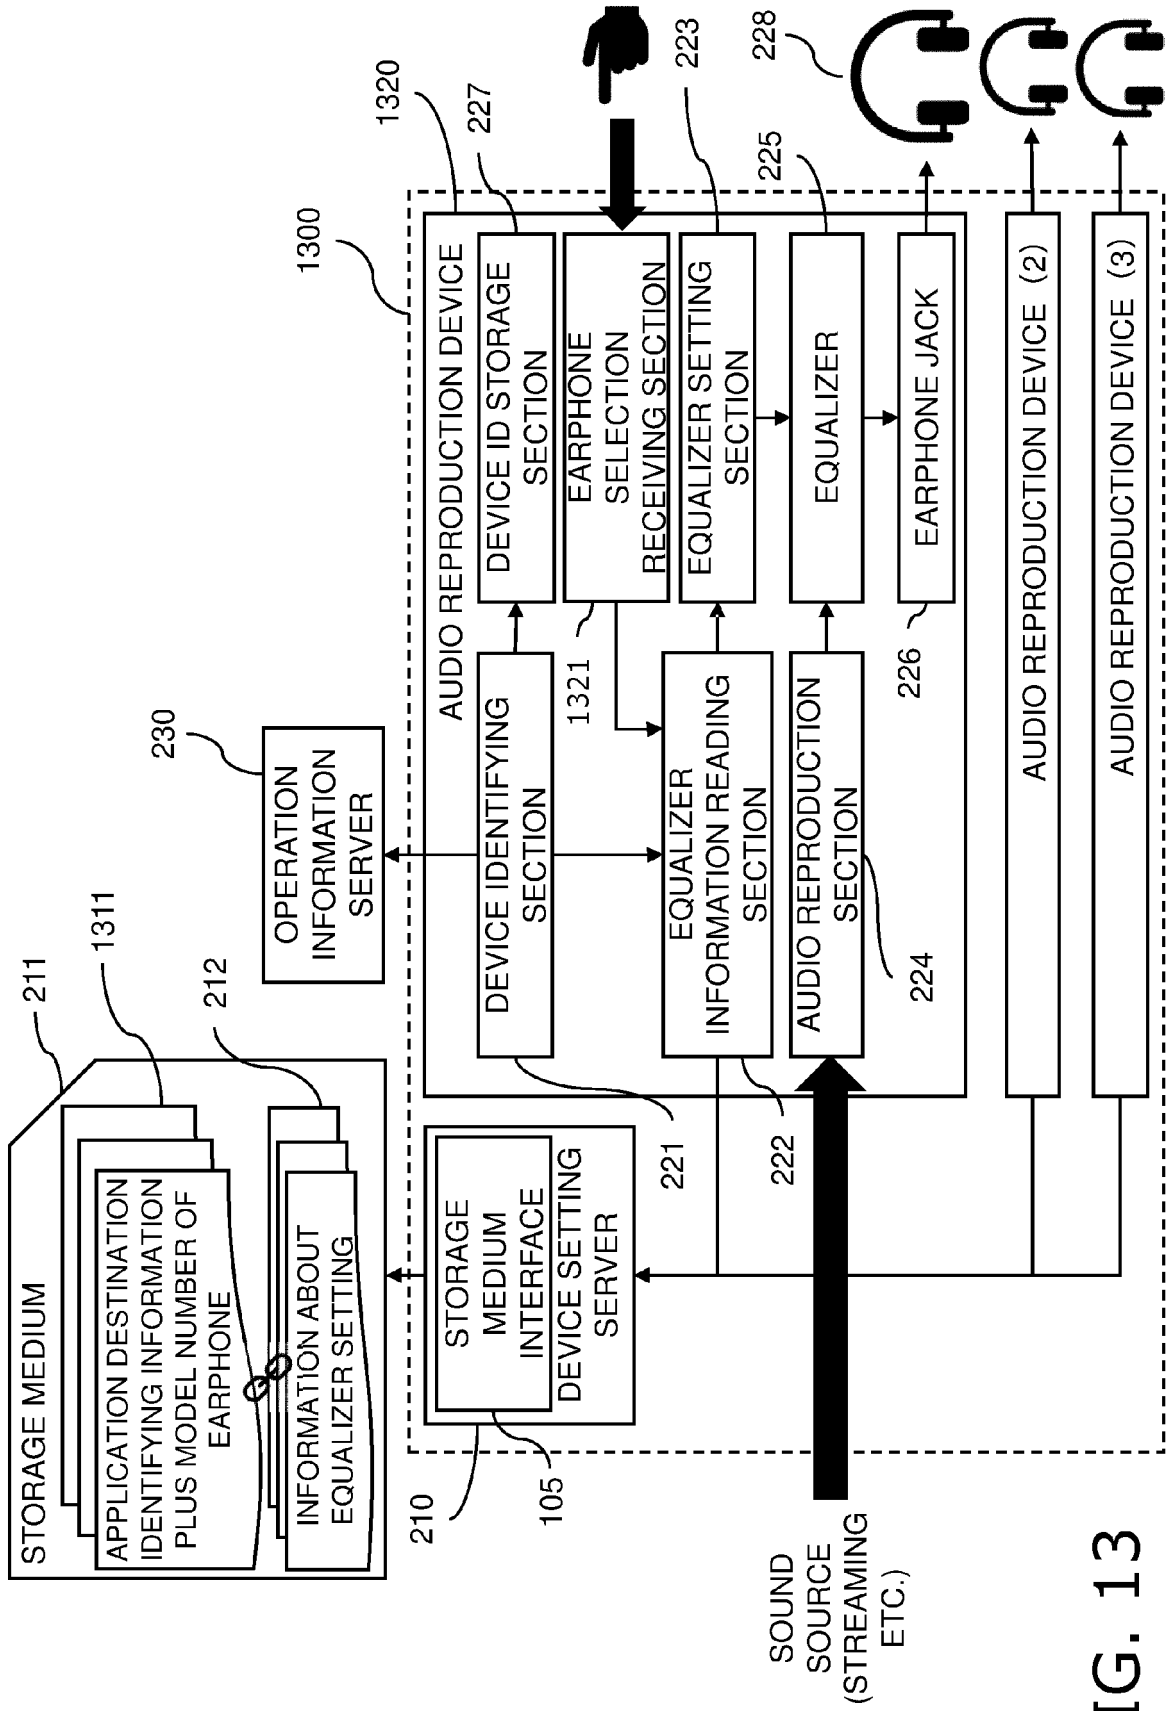 STORAGE MEDIUM
211
1311
APPLICATION DESTINATION
IDENTIFYING INFORMATION
PLUS MODEL NUMBER OF
EARPHONE
212
INFORMATION ABOUT
EQUALIZER SETTING
OPERATION
INFORMATION
SERVER
230
1300
210
STORAGE
MEDIUM
INTERFACE
105
DEVICE SETTING
SERVER
AUDIO REPRODUCTION DEVICE
1320
DEVICE IDENTIFYING
SECTION
221
DEVICE ID STORAGE
SECTION
227
EARPHONE
SELECTION
RECEIVING SECTION
1321
EQUALIZER
INFORMATION READING
SECTION
222
EQUALIZER SETTING
SECTION
223
AUDIO REPRODUCTION
SECTION
224
EQUALIZER
225
EARPHONE JACK
226
228
AUDIO REPRODUCTION DEVICE (2)
AUDIO REPRODUCTION DEVICE (3)
SOUND
SOURCE
(STREAMING
ETC.)
IG. 13